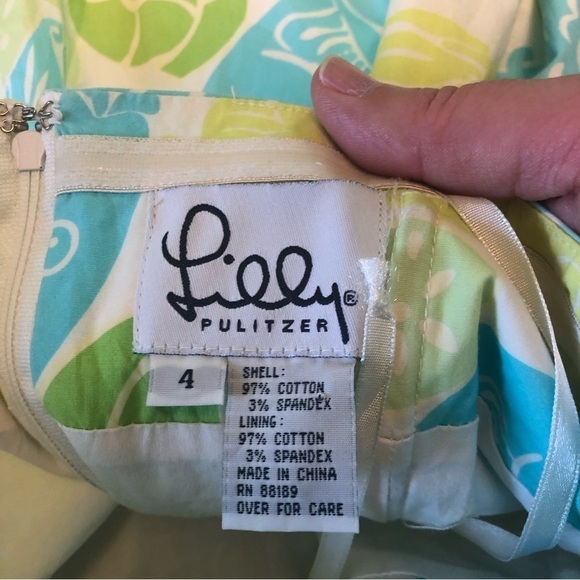 Lilly®
PULITZER
4
SHELL:
97% COTTON
3% SPANDEX
LINING:
97% COTTON
3% SPANDEX
MADE IN CHINA
RN 88189
OVER FOR CARE